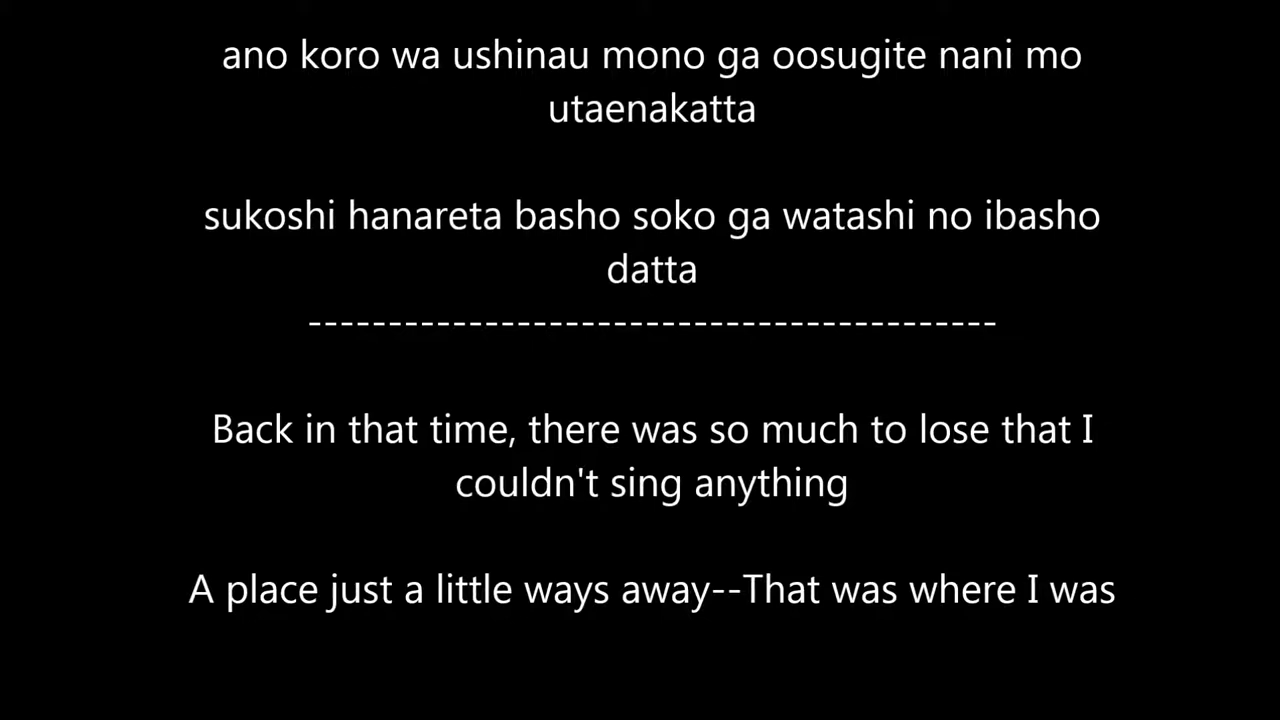 ano koro wa ushinau mono ga oosugite nani mo
utaenakatta
sukoshi hanareta basho soko ga watashi no ibasho
datta
-------------------------------------------
Back in that time, there was so much to lose that I
couldn't sing anything
A place just a little ways away--That was where I was